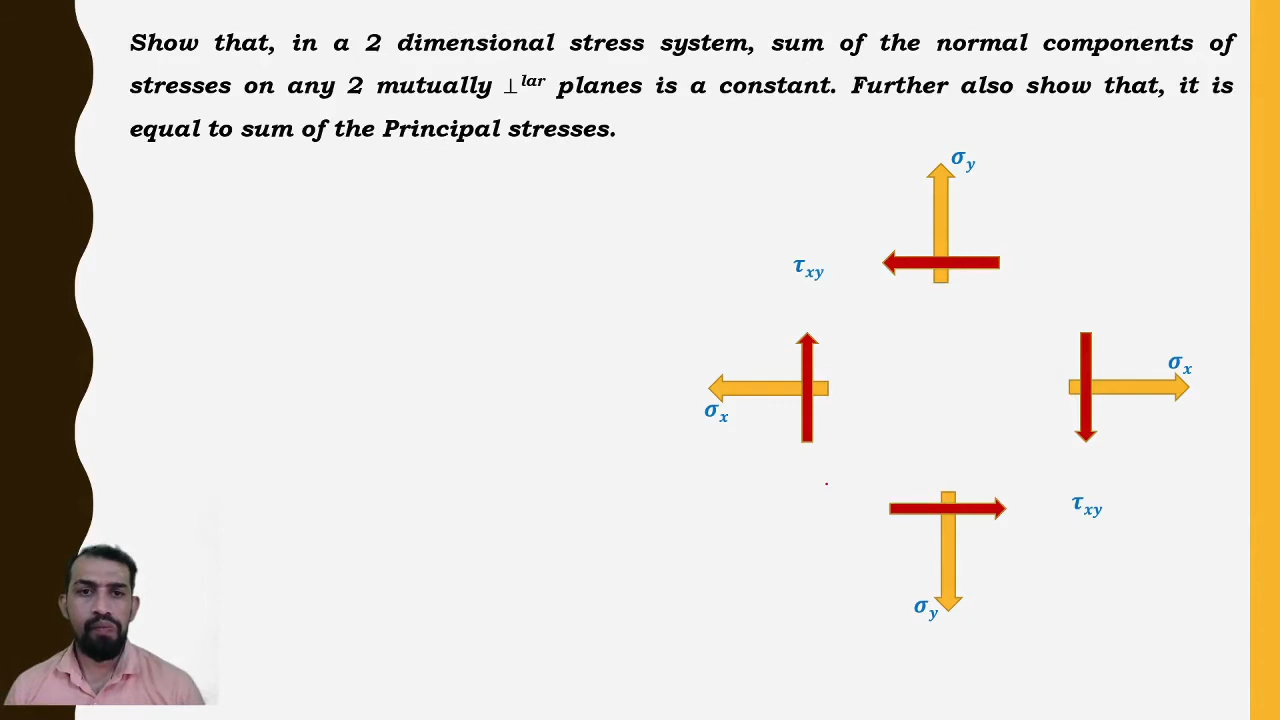 Show that, in a 2 dimensional stress system, sum of the normal components of
stresses on any 2 mutually ⊥ˡᵃʳ planes is a constant. Further also show that, it is
equal to sum of the Principal stresses.
σy
τxy
σx
σx
τxy
σy